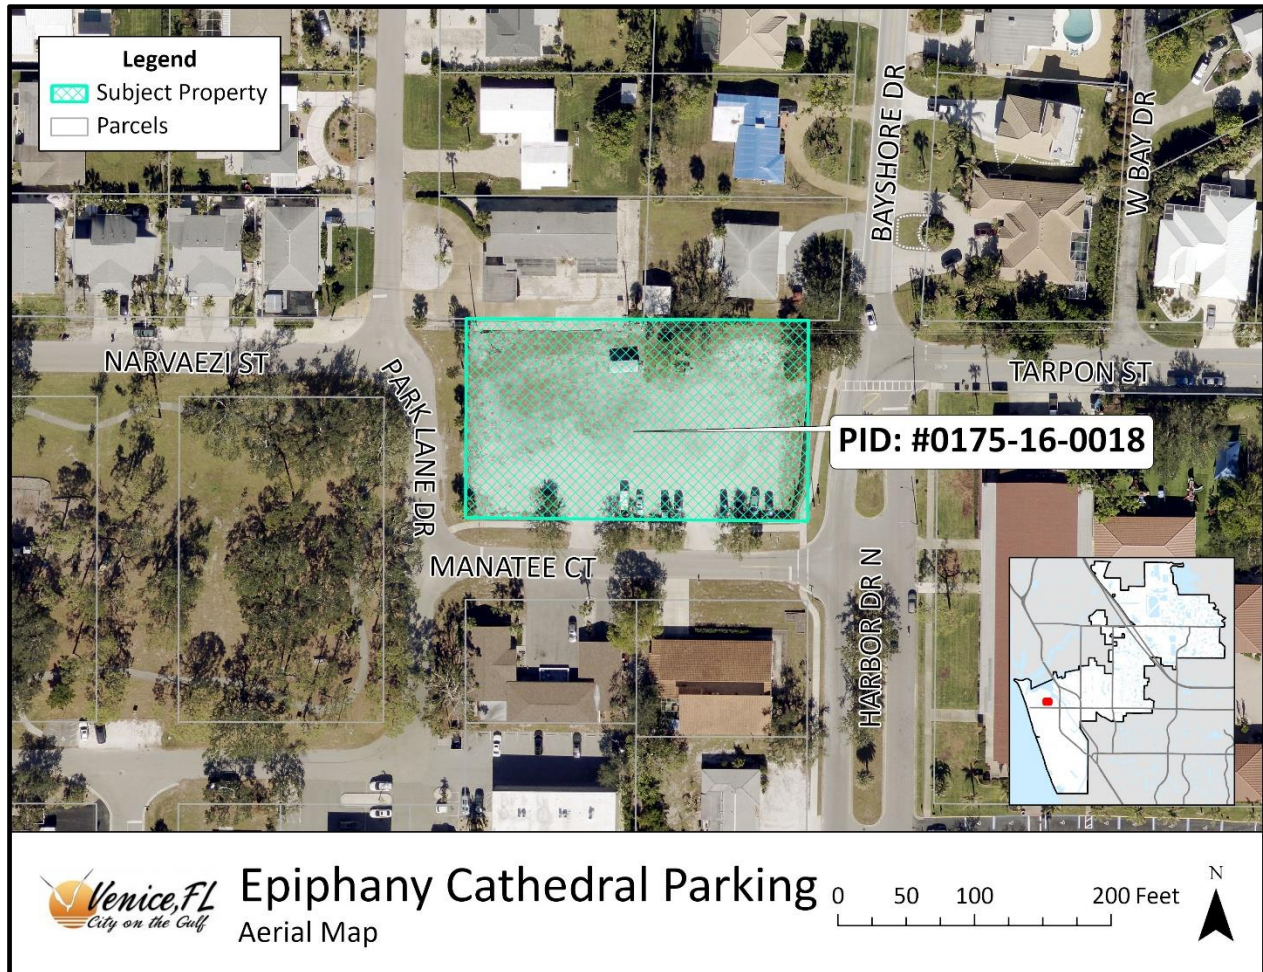 Legend
Subject Property
Parcels
BAYSHORE DR
W BAY DR
NARVAEZI ST
PARK LANE DR
TARPON ST
PID: #0175-16-0018
MANATEE CT
HARBOR DR N
Venice, FL
City on the Gulf
Epiphany Cathedral Parking
Aerial Map
0 50 100 200 Feet
N